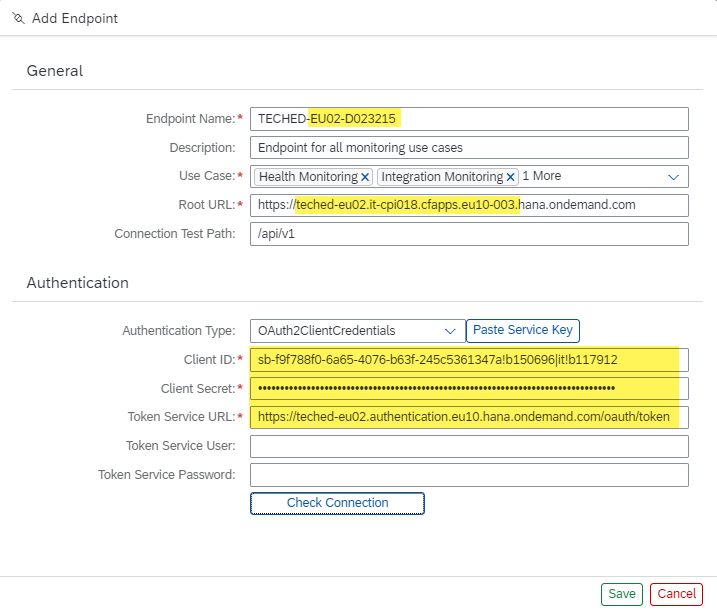 Add Endpoint
General
Endpoint Name:* TECHED-EU02-D023215
Description: Endpoint for all monitoring use cases
Use Case:* Health Monitoring Integration Monitoring 1 More
Root URL:* https://teched-eu02.it-cpi018.cfapps.eu10-003.hana.ondemand.com
Connection Test Path: /api/v1
Authentication
Authentication Type: OAuth2ClientCredentials Paste Service Key
Client ID:* sb-f9f788f0-6a65-4076-b63f-245c5361347a!b150696|it!b117912
Client Secret:*
Token Service URL:* https://teched-eu02.authentication.eu10.hana.ondemand.com/oauth/token
Token Service User:
Token Service Password:
Check Connection
Save Cancel